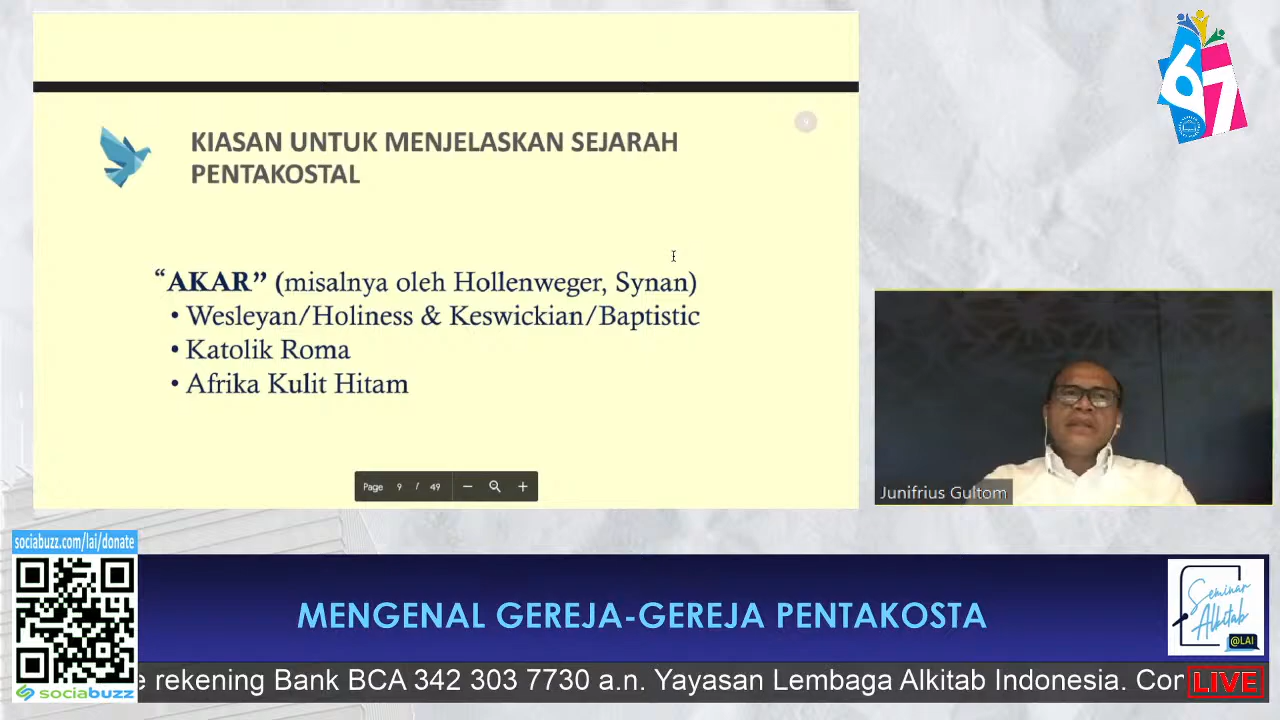 67
KIASAN UNTUK MENJELASKAN SEJARAH
PENTAKOSTAL
9
“AKAR” (misalnya oleh Hollenweger, Synan)
• Wesleyan/Holiness & Keswickian/Baptistic
• Katolik Roma
• Afrika Kulit Hitam
Page 9 / 49
Junifrius Gultom
sociabuzz.com/lai/donate
sociabuzz
MENGENAL GEREJA-GEREJA PENTAKOSTA
Seminar
Alkitab
@LAI
e rekening Bank BCA 342 303 7730 a.n. Yayasan Lembaga Alkitab Indonesia. Cor
LIVE